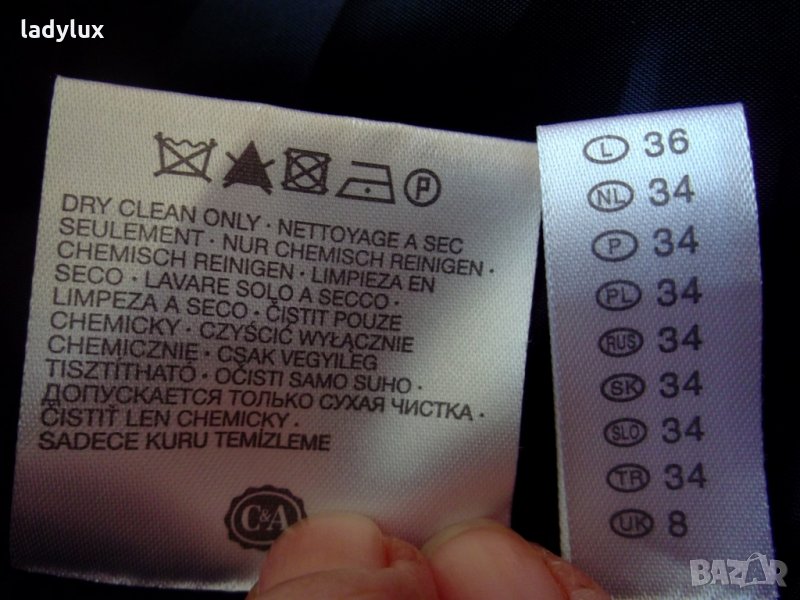 ladylux
P
DRY CLEAN ONLY · NETTOYAGE A SEC
SEULEMENT · NUR CHEMISCH REINIGEN ·
CHEMISCH REINIGEN · LIMPIEZA EN
SECO · LAVARE SOLO A SECCO ·
LIMPEZA A SECO · ČISTIT POUZE
CHEMICKY · CZYŚCIĆ WYŁĄCZNIE
CHEMICZNIE · CSAK VEGYILEG
TISZTÍTHATÓ · OČISTI SAMO SUHO ·
ДОПУСКАЕТСЯ ТОЛЬКО СУХАЯ ЧИСТКА ·
ČISTIŤ LEN CHEMICKY ·
SADECE KURU TEMİZLEME
C&A
L 36
NL 34
P 34
PL 34
RUS 34
SK 34
SLO 34
TR 34
UK 8
BAZAR